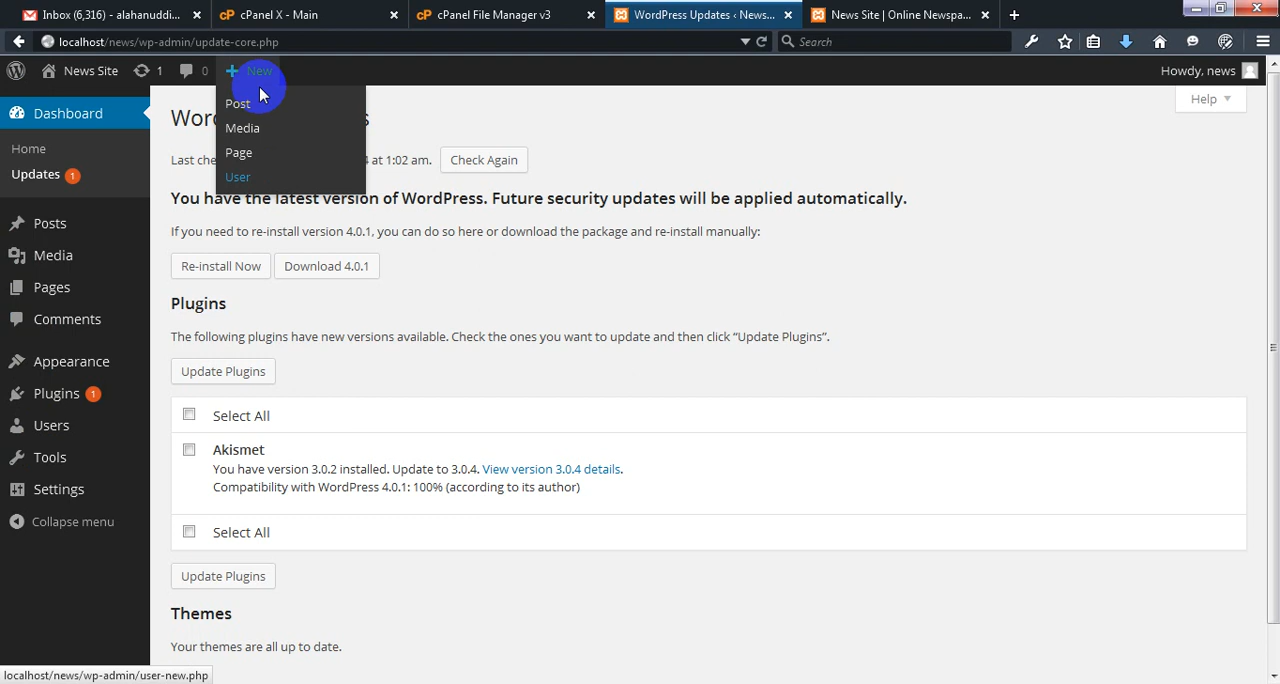 Inbox (6,316) - alahanuddi...
cPanel X - Main
cPanel File Manager v3
WordPress Updates ‹ News...
News Site | Online Newspa...
localhost/news/wp-admin/update-core.php
Search
News Site
1
0
New
Howdy, news
Dashboard
Home
Updates 1
Posts
Media
Pages
Comments
Appearance
Plugins 1
Users
Tools
Settings
Collapse menu
Post
Media
Page
User
Help
at 1:02 am.
Check Again
You have the latest version of WordPress. Future security updates will be applied automatically.
If you need to re-install version 4.0.1, you can do so here or download the package and re-install manually:
Re-install Now
Download 4.0.1
Plugins
The following plugins have new versions available. Check the ones you want to update and then click “Update Plugins”.
Update Plugins
Select All
Akismet
You have version 3.0.2 installed. Update to 3.0.4. View version 3.0.4 details.
Compatibility with WordPress 4.0.1: 100% (according to its author)
Select All
Update Plugins
Themes
Your themes are all up to date.
localhost/news/wp-admin/user-new.php